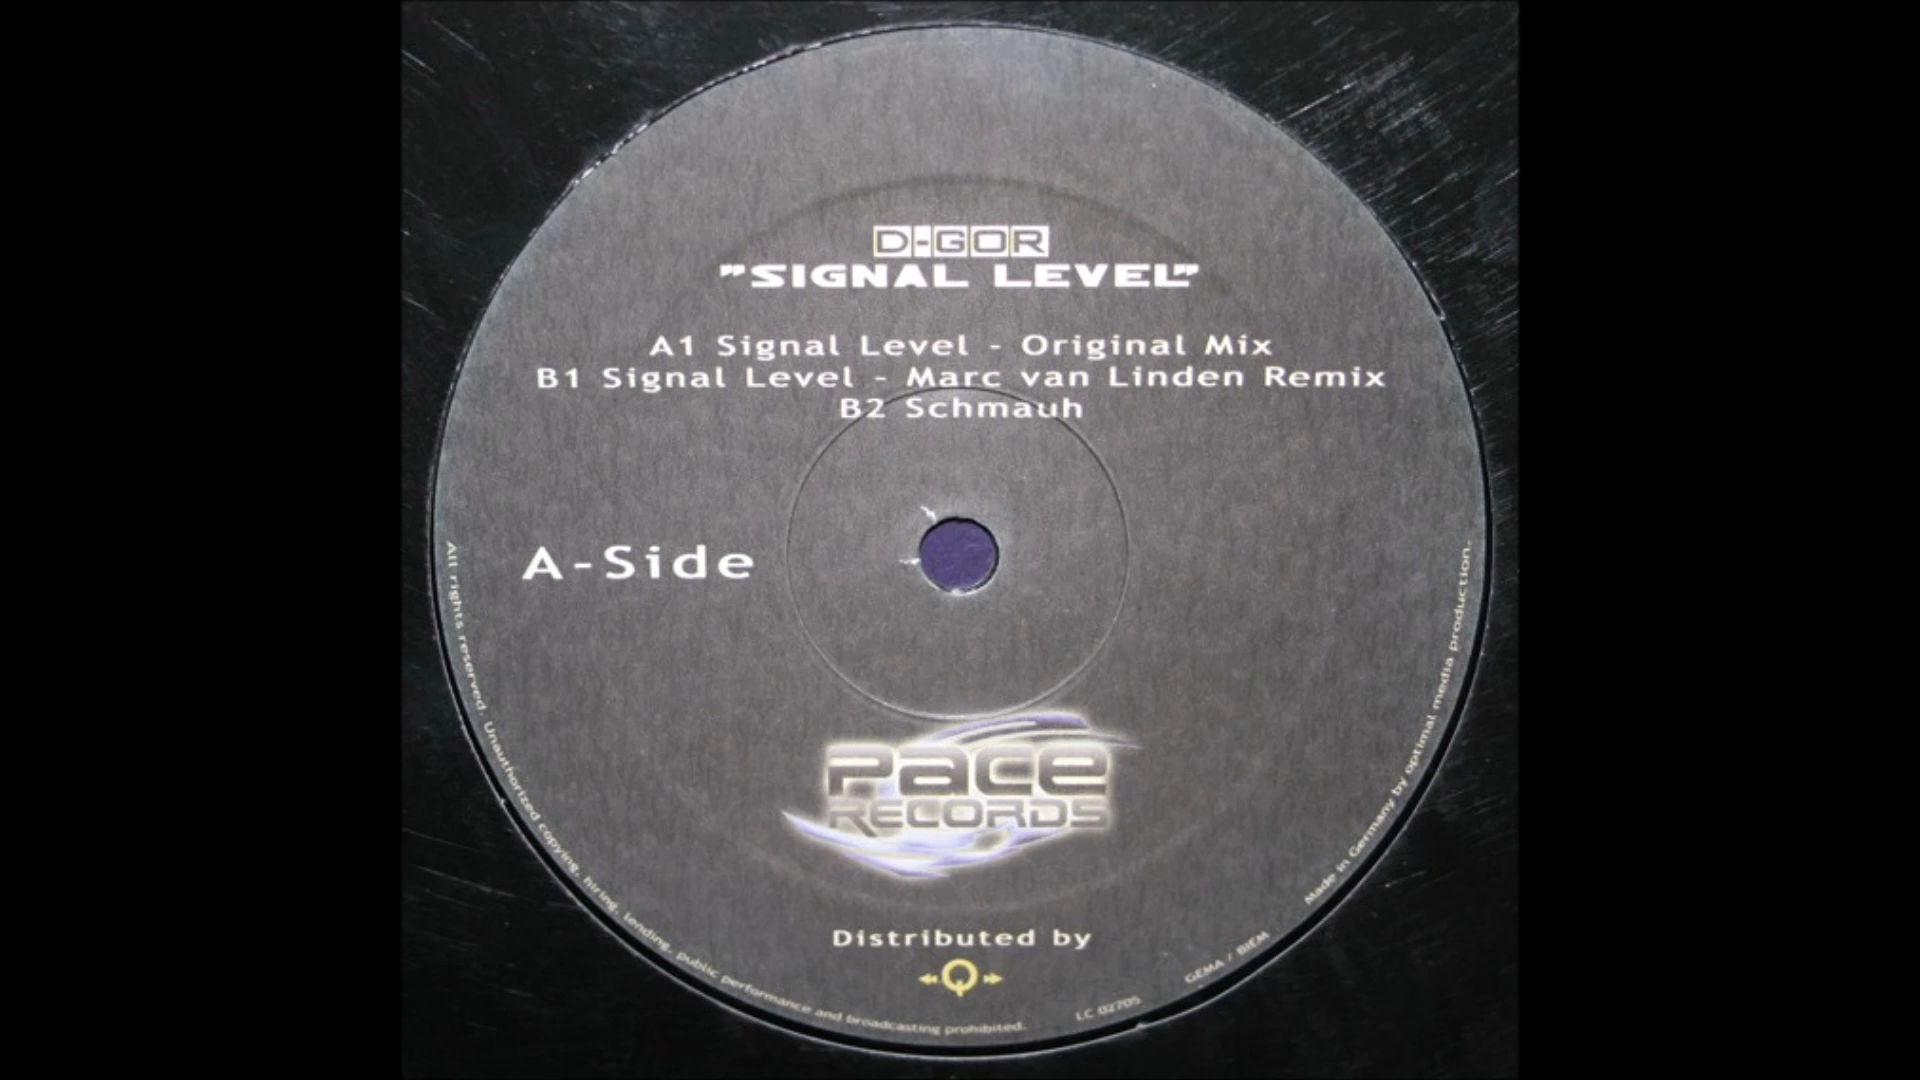 D-GOR
"SIGNAL LEVEL"
A1 Signal Level - Original Mix
B1 Signal Level - Marc van Linden Remix
B2 Schmauh
A-Side
PACE
RECORDS
Distributed by
Q
All rights reserved. Unauthorized copying, hiring, lending, public performance and broadcasting prohibited.
LC 02705
GEMA / BIEM
Made in Germany by optimal media production.